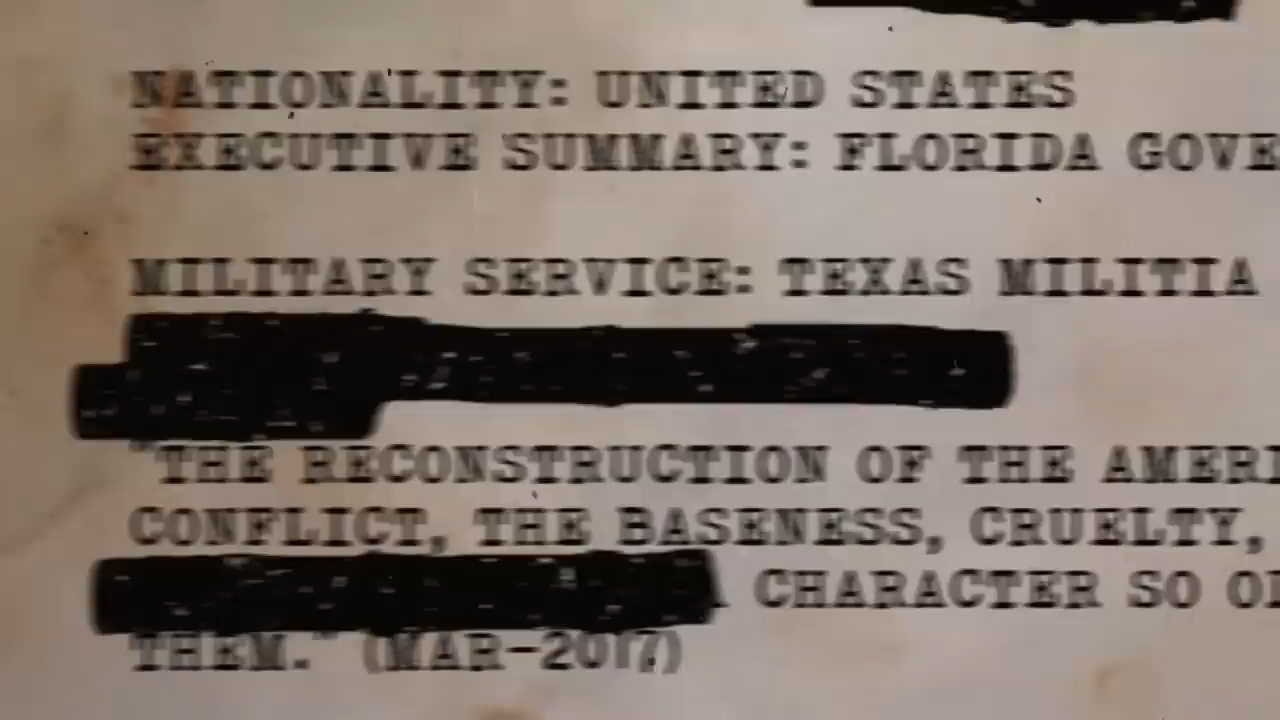 NATIONALITY: UNITED STATES
EXECUTIVE SUMMARY: FLORIDA GOVE
MILITARY SERVICE: TEXAS MILITIA
"THE RECONSTRUCTION OF THE AMERI
CONFLICT, THE BASENESS, CRUELTY,
CHARACTER SO
THEM." (MAR-2017)